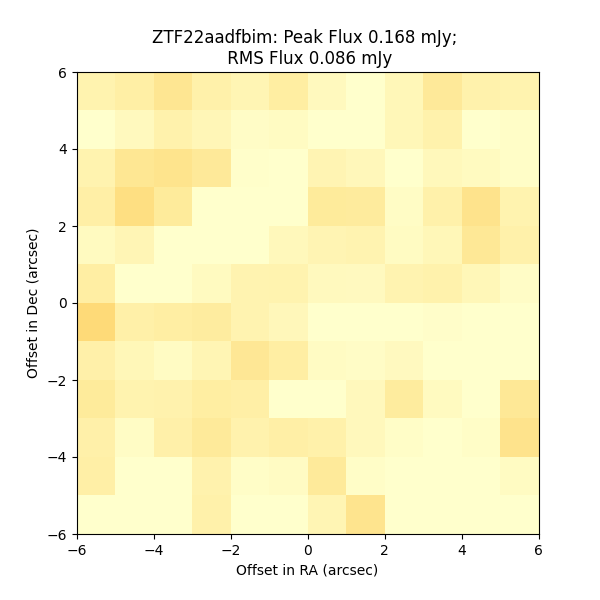 ZTF22aadfbim: Peak Flux 0.168 mJy;
RMS Flux 0.086 mJy
6
4
2
0
−2
−4
−6
Offset in Dec (arcsec)
−6 −4 −2 0 2 4 6
Offset in RA (arcsec)